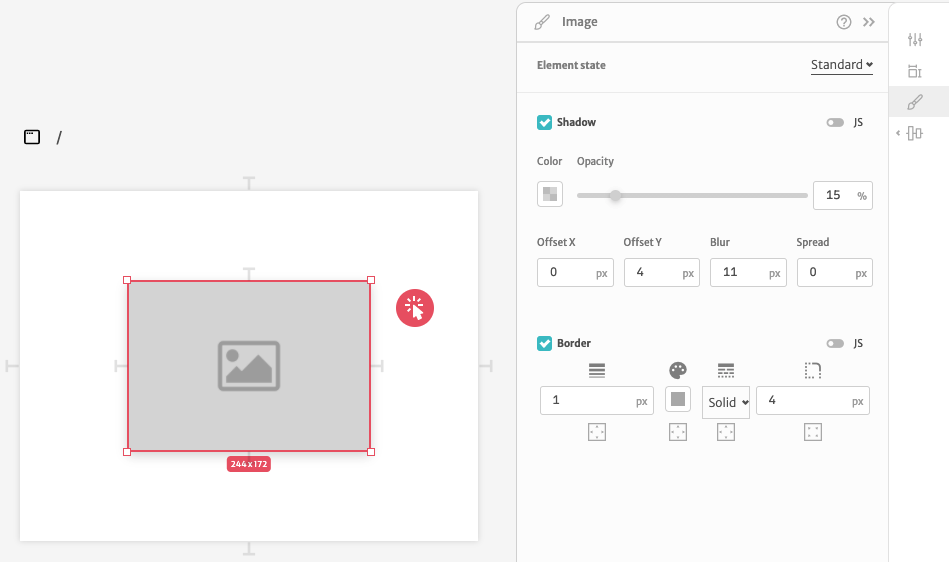 Image
Element state
Standard
Shadow
JS
Color Opacity
15 %
Offset X Offset Y Blur Spread
0 px 4 px 11 px 0 px
Border
JS
1 px Solid 4 px
/
244 x 172